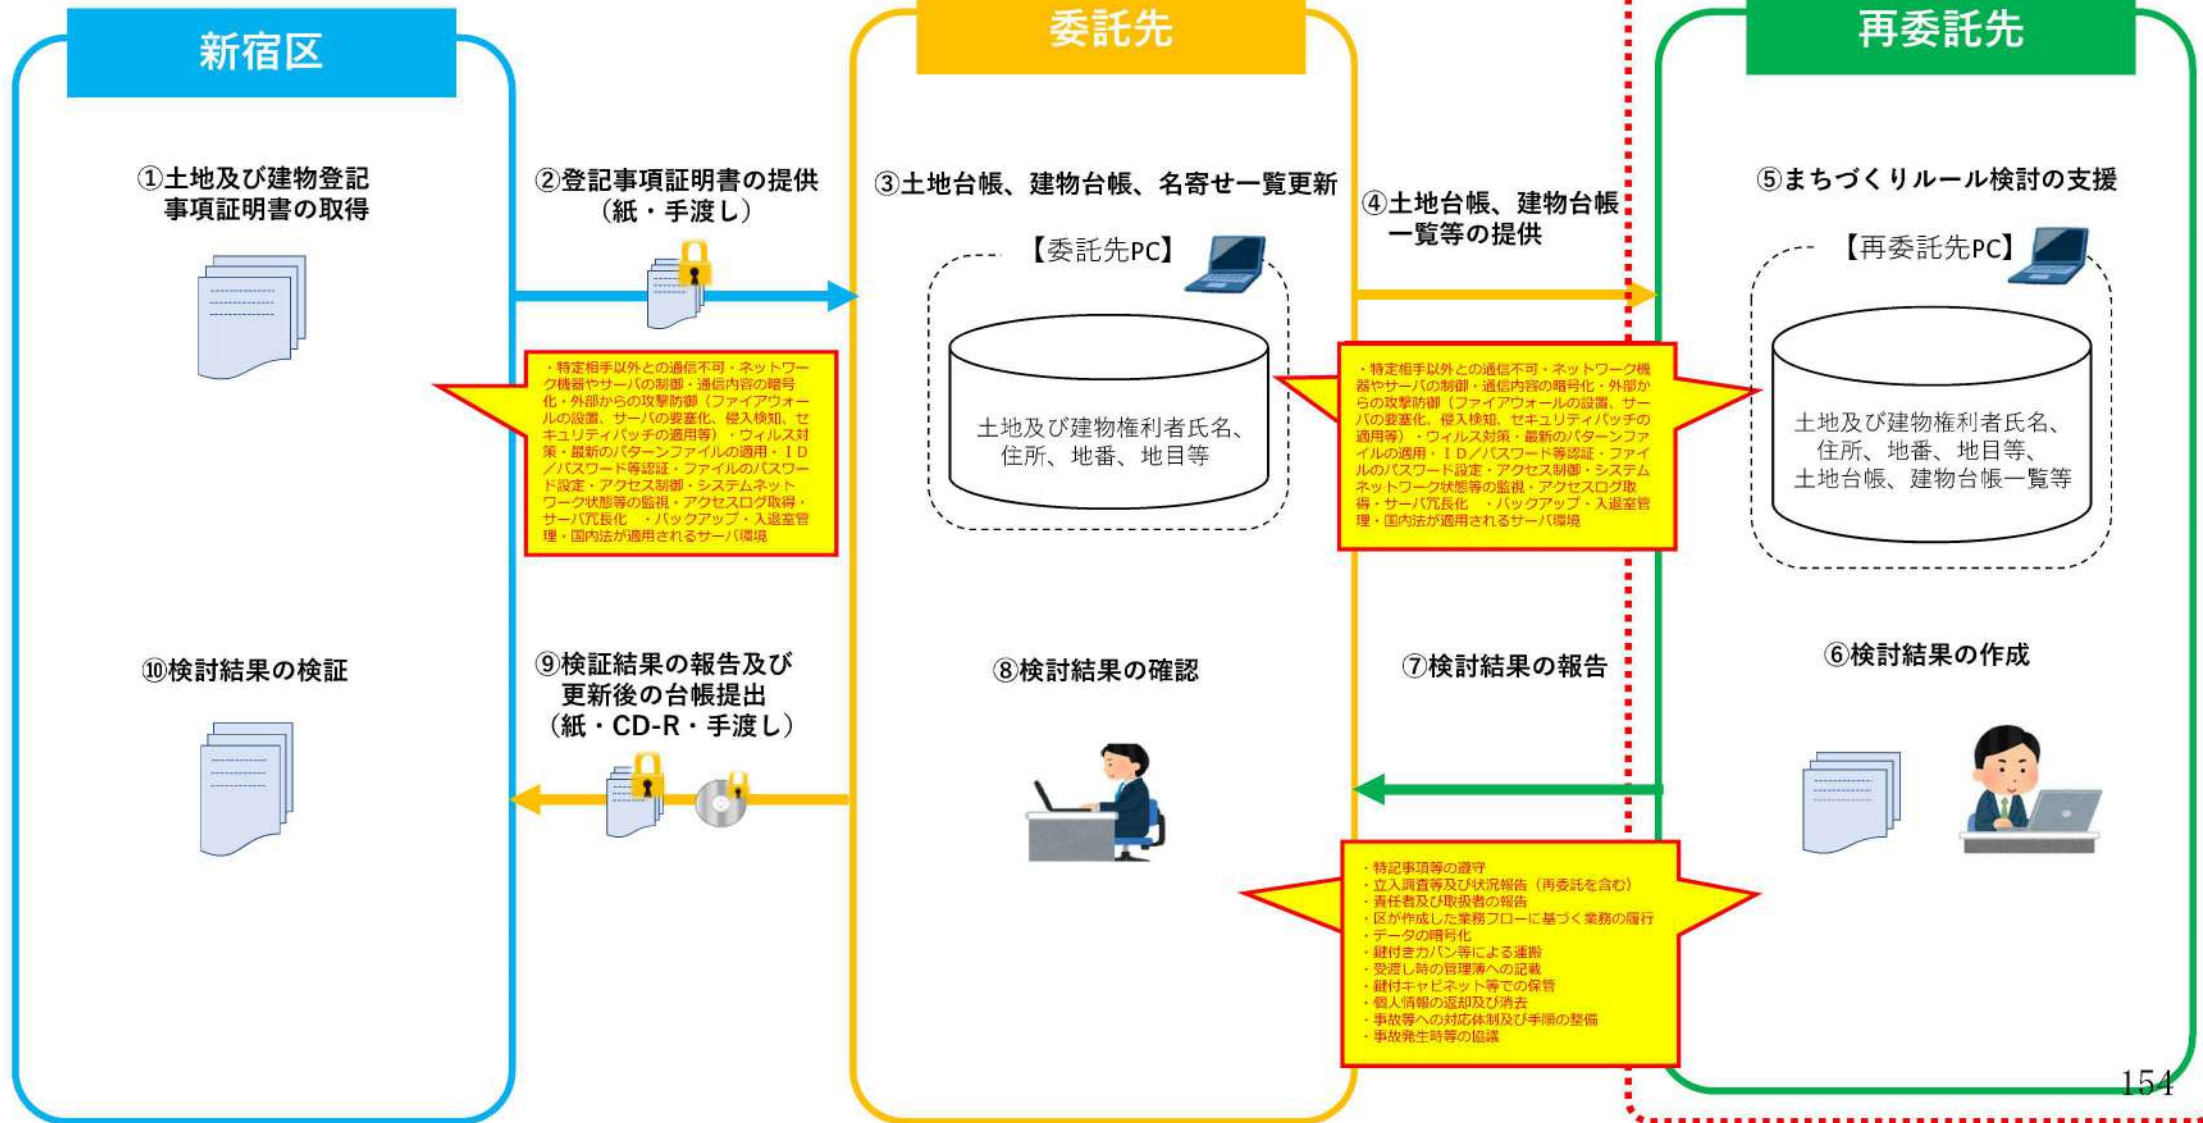 新宿区
委託先
再委託先
①土地及び建物登記
事項証明書の取得
②登記事項証明書の提供
（紙・手渡し）
③土地台帳、建物台帳、名寄せ一覧更新
【委託先PC】
土地及び建物権利者氏名、
住所、地番、地目等
④土地台帳、建物台帳
一覧等の提供
⑤まちづくりルール検討の支援
【再委託先PC】
土地及び建物権利者氏名、
住所、地番、地目等、
土地台帳、建物台帳一覧等
・特定相手以外との通信不可・ネットワー
ク機器やサーバの制御・通信内容の暗号
化・外部からの攻撃防御（ファイアウォー
ルの設置、サーバの要塞化、侵入検知、セ
キュリティパッチの適用等）・ウィルス対
策・最新のパターンファイルの適用・ＩＤ
／パスワード等認証・ファイルのパスワー
ド設定・アクセス制御・システムネット
ワーク状態等の監視・アクセスログ取得・
サーバ冗長化　・バックアップ・入退室管
理・国内法が適用されるサーバ環境
・特定相手以外との通信不可・ネットワーク機
器やサーバの制御・通信内容の暗号化・外部か
らの攻撃防御（ファイアウォールの設置、サー
バの要塞化、侵入検知、セキュリティパッチの
適用等）・ウィルス対策・最新のパターンファ
イルの適用・ＩＤ／パスワード等認証・ファイ
ルのパスワード設定・アクセス制御・システム
ネットワーク状態等の監視・アクセスログ取
得・サーバ冗長化　・バックアップ・入退室管
理・国内法が適用されるサーバ環境
⑥検討結果の作成
⑦検討結果の報告
⑧検討結果の確認
⑨検証結果の報告及び
更新後の台帳提出
（紙・CD-R・手渡し）
⑩検討結果の検証
・特記事項等の遵守
・立入調査等及び状況報告（再委託を含む）
・責任者及び取扱者の報告
・区が作成した業務フローに基づく業務の履行
・データの暗号化
・鍵付きカバン等による運搬
・受渡し時の管理簿への記載
・鍵付キャビネット等での保管
・個人情報の返却及び消去
・事故等への対応体制及び手順の整備
・事故発生時等の協議
154